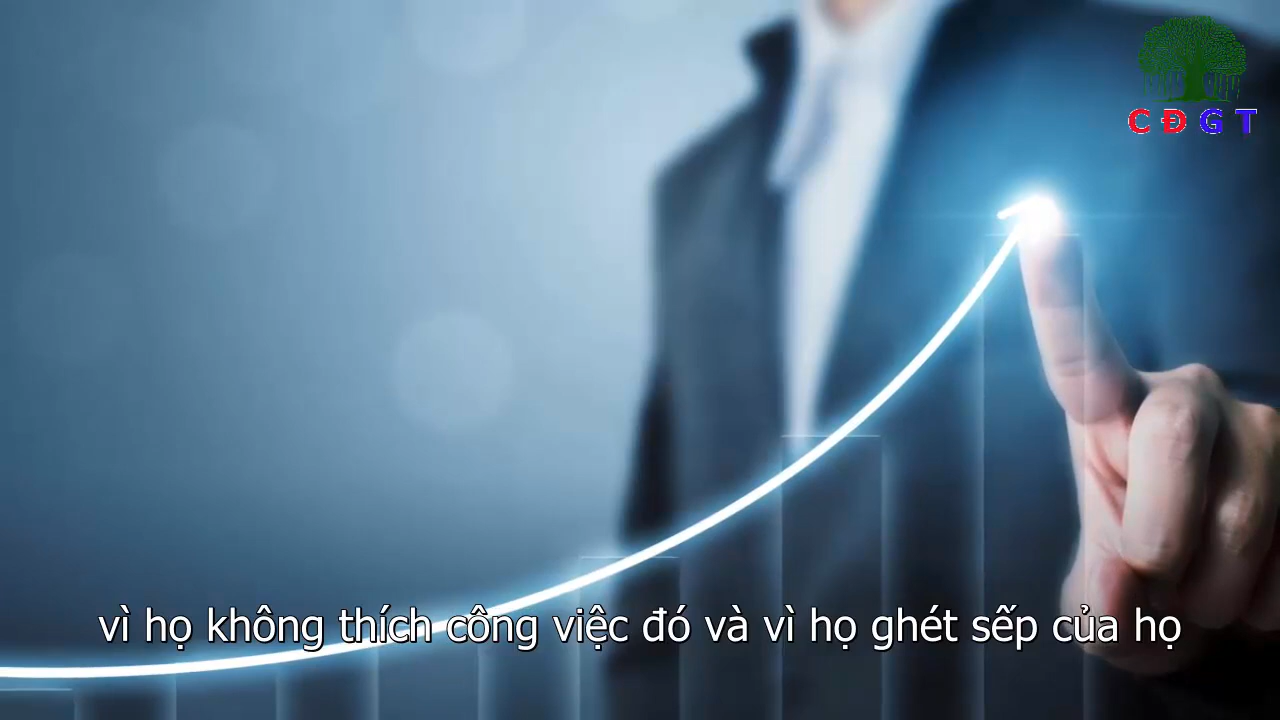 C Đ G T
vì họ không thích công việc đó và vì họ ghét sếp của họ